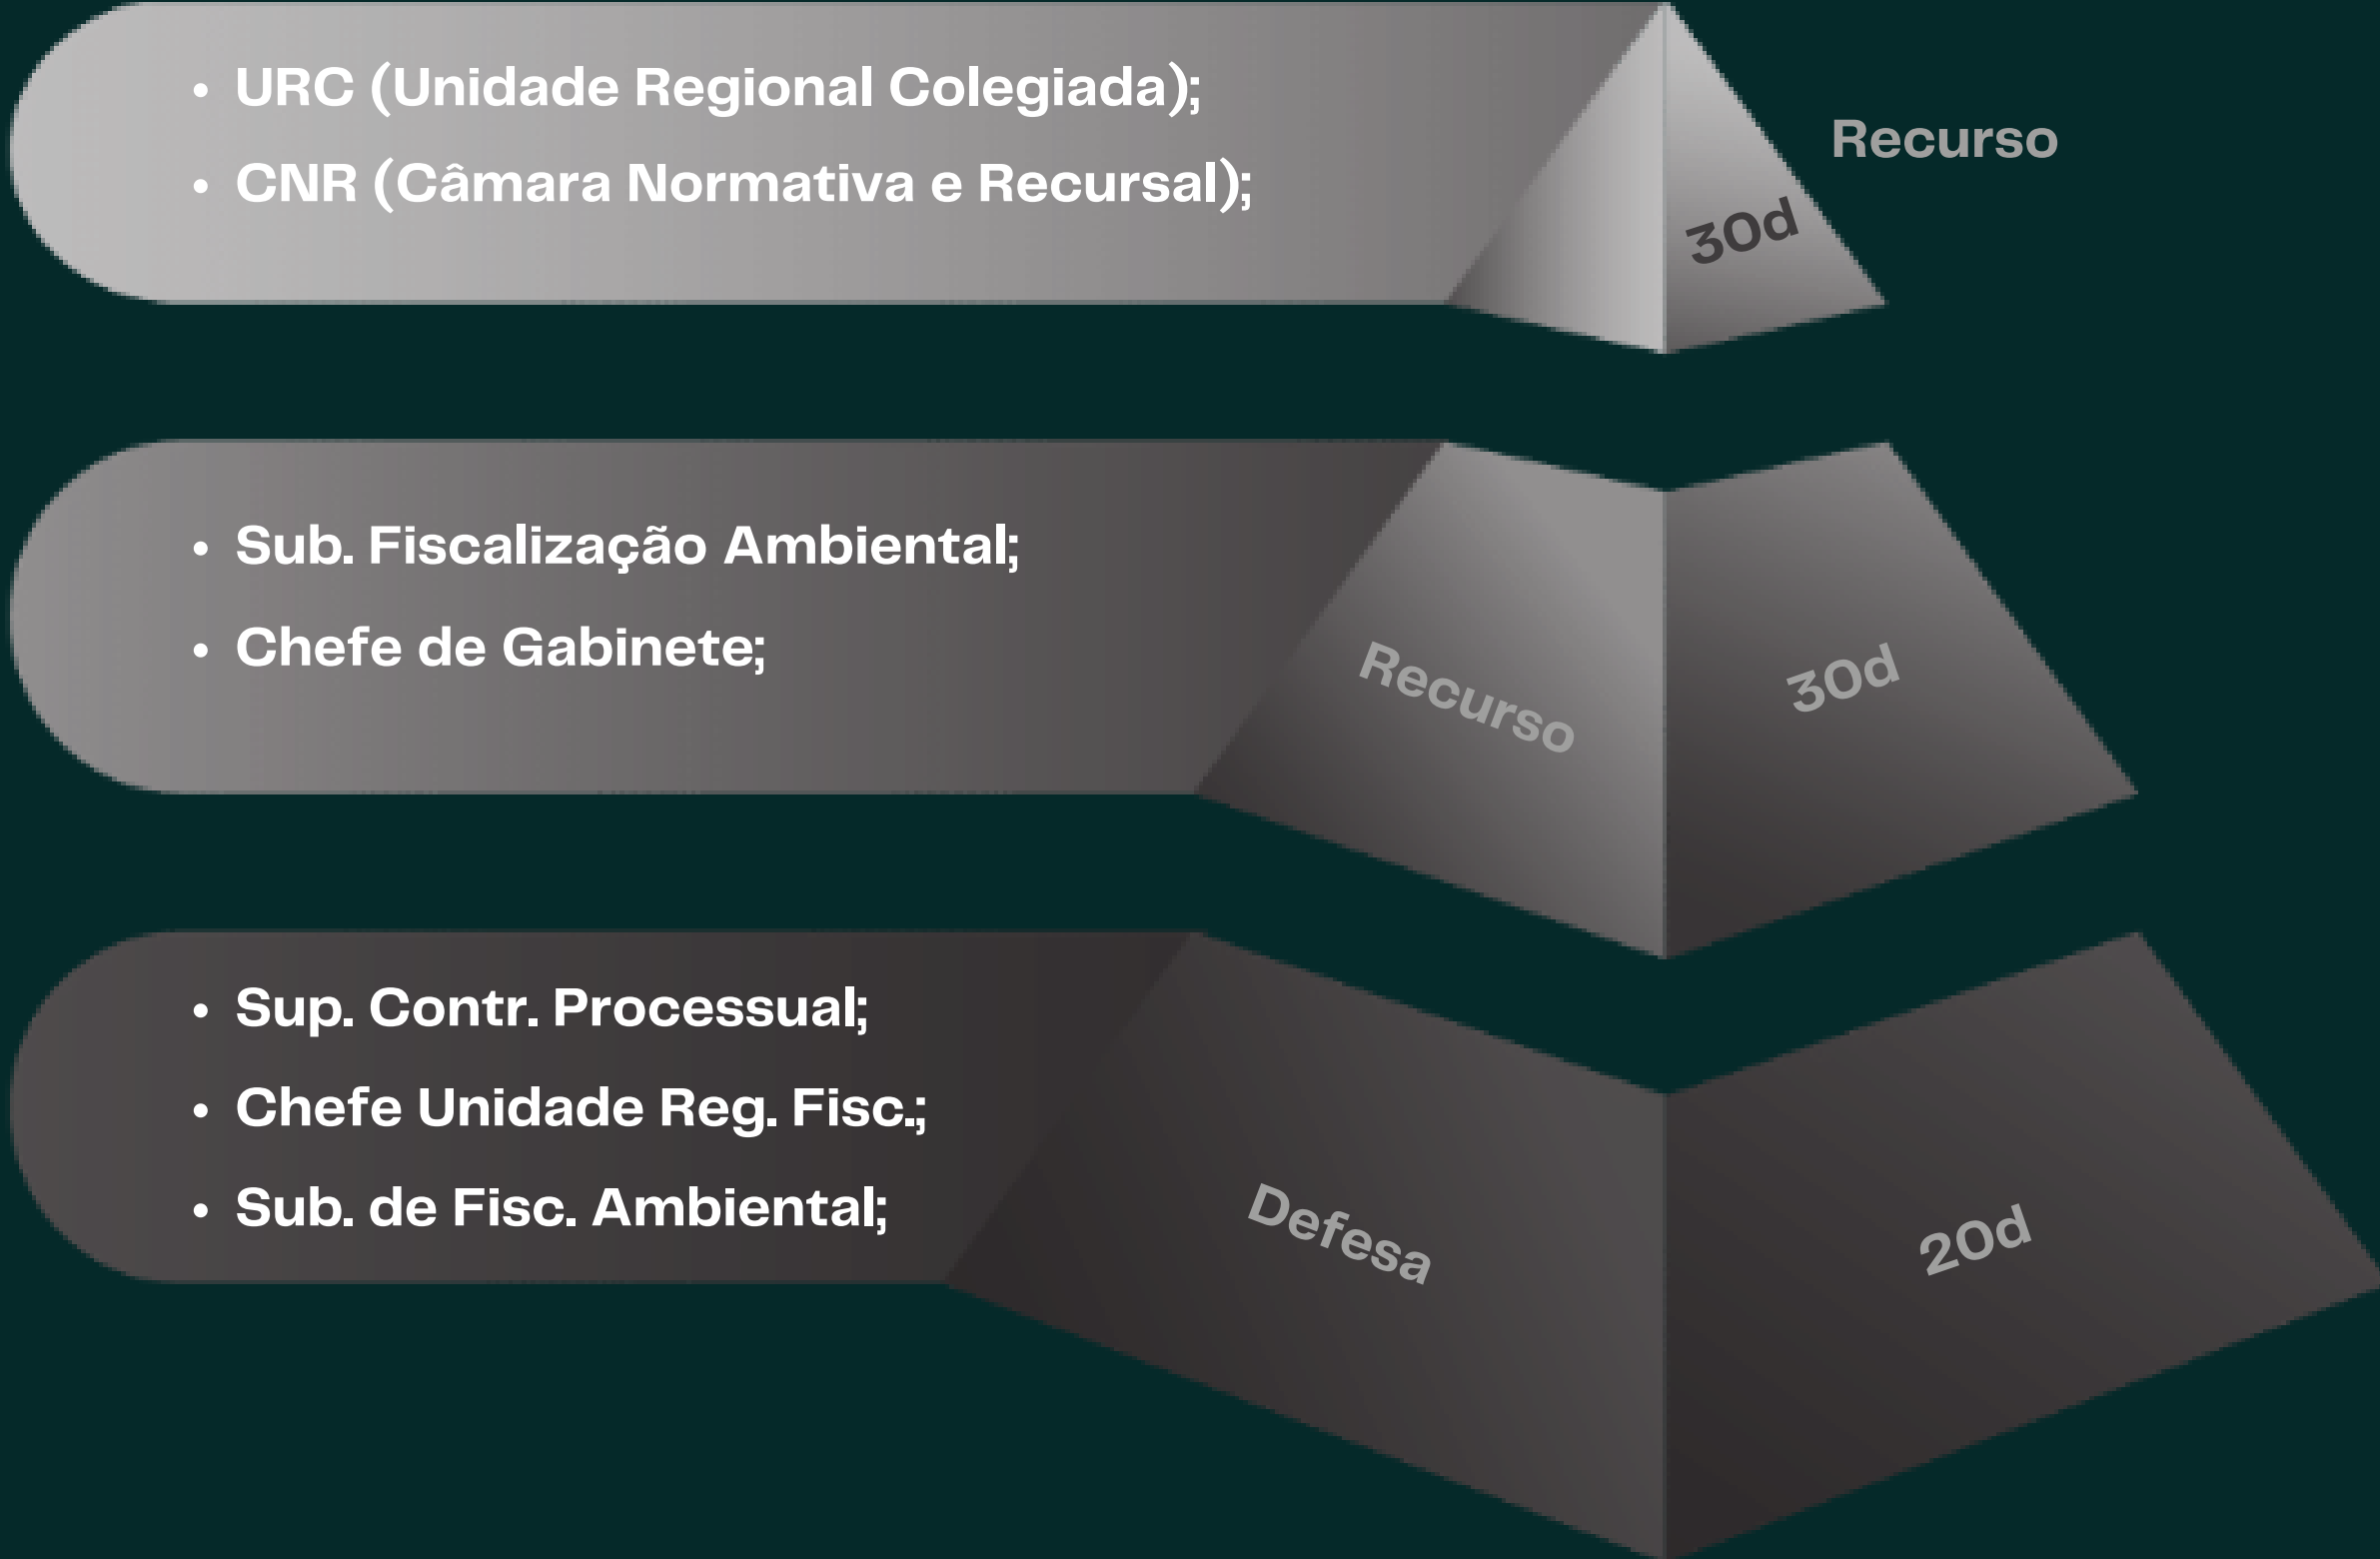 • URC (Unidade Regional Colegiada);
• CNR (Câmara Normativa e Recursal);
Recurso
30d
• Sub. Fiscalização Ambiental;
• Chefe de Gabinete;
Recurso
30d
• Sup. Contr. Processual;
• Chefe Unidade Reg. Fisc.;
• Sub. de Fisc. Ambiental;
Defesa
20d